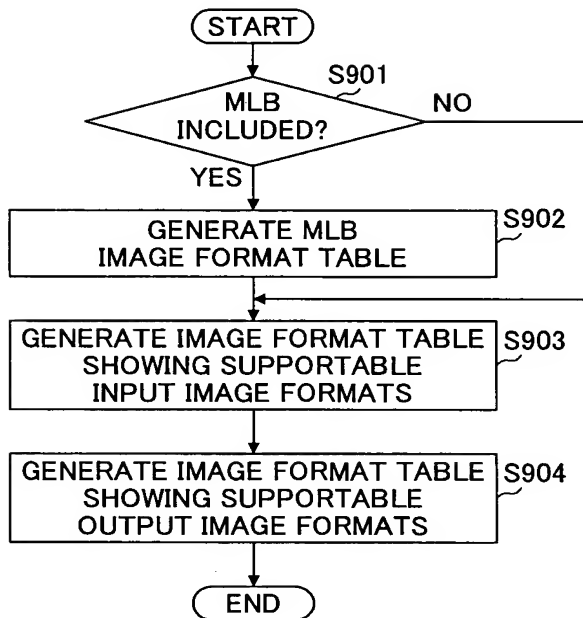 START
S901
MLB
INCLUDED?
NO
YES
GENERATE MLB
IMAGE FORMAT TABLE
S902
GENERATE IMAGE FORMAT TABLE
SHOWING SUPPORTABLE
INPUT IMAGE FORMATS
S903
GENERATE IMAGE FORMAT TABLE
SHOWING SUPPORTABLE
OUTPUT IMAGE FORMATS
S904
END